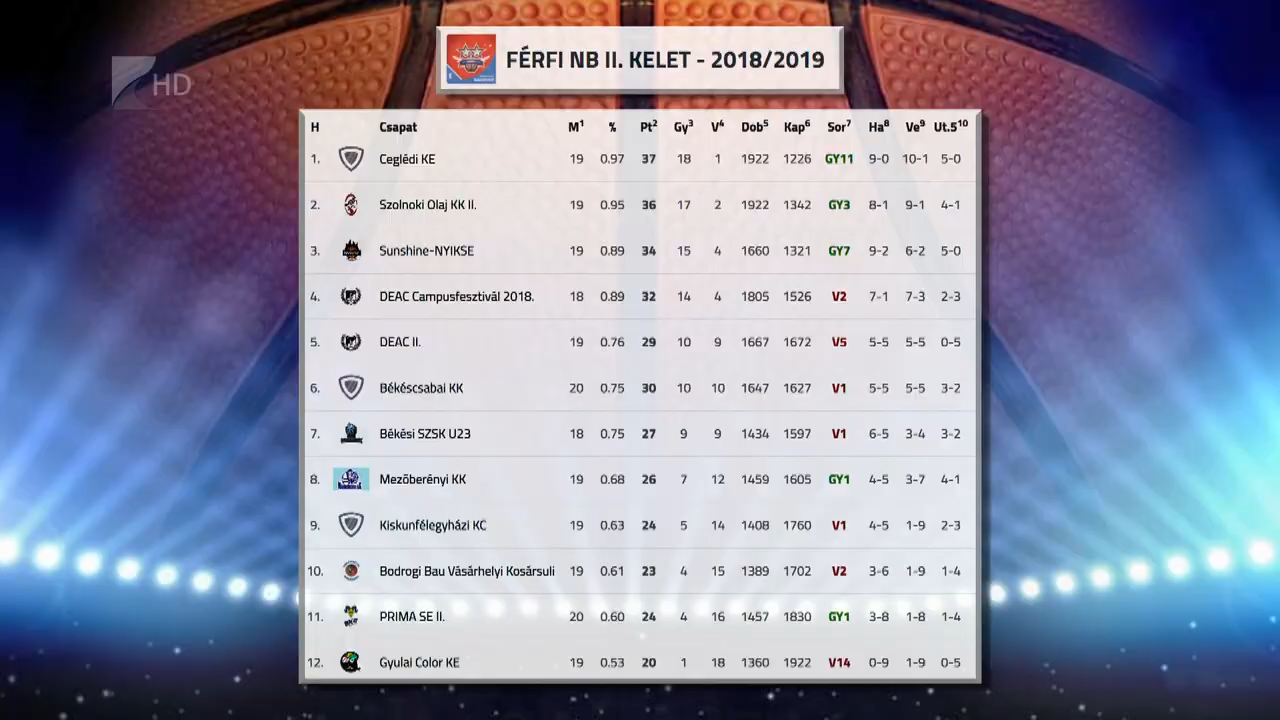 FÉRFI NB II. KELET - 2018/2019
HD
H Csapat M¹ % Pt² Gy³ V⁴ Dob⁵ Kap⁶ Sor⁷ Ha⁸ Ve⁹ Ut.5¹⁰
1. Ceglédi KE 19 0.97 37 18 1 1922 1226 GY11 9-0 10-1 5-0
2. Szolnoki Olaj KK II. 19 0.95 36 17 2 1922 1342 GY3 8-1 9-1 4-1
3. Sunshine-NYIKSE 19 0.89 34 15 4 1660 1321 GY7 9-2 6-2 5-0
4. DEAC Campusfesztivál 2018. 18 0.89 32 14 4 1805 1526 V2 7-1 7-3 2-3
5. DEAC II. 19 0.76 29 10 9 1667 1672 V5 5-5 5-5 0-5
6. Békéscsabai KK 20 0.75 30 10 10 1647 1627 V1 5-5 5-5 3-2
7. Békési SZSK U23 18 0.75 27 9 9 1434 1597 V1 6-5 3-4 3-2
8. Mezőberényi KK 19 0.68 26 7 12 1459 1605 GY1 4-5 3-7 4-1
9. Kiskunfélegyházi KC 19 0.63 24 5 14 1408 1760 V1 4-5 1-9 2-3
10. Bodrogi Bau Vásárhelyi Kosársuli 19 0.61 23 4 15 1389 1702 V2 3-6 1-9 1-4
11. PRIMA SE II. 20 0.60 24 4 16 1457 1830 GY1 3-8 1-8 1-4
12. Gyulai Color KE 19 0.53 20 1 18 1360 1922 V14 0-9 1-9 0-5